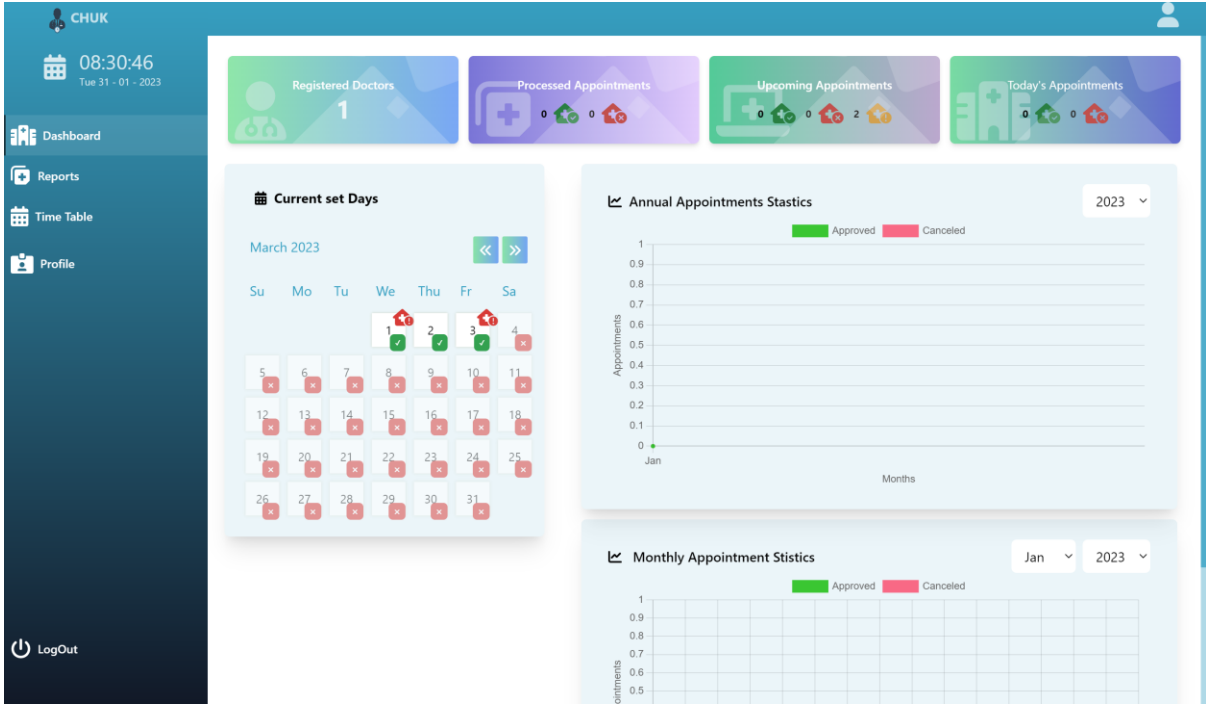 CHUK
08:30:46
Tue 31 - 01 - 2023
Dashboard
Reports
Time Table
Profile
LogOut
Registered Doctors
1
Processed Appointments
0 0
Upcoming Appointments
0 0 2
Today's Appointments
0 0
Current set Days
March 2023
Su Mo Tu We Thu Fr Sa
1 2 3 4
5 6 7 8 9 10 11
12 13 14 15 16 17 18
19 20 21 22 23 24 25
26 27 28 29 30 31
Annual Appointments Stastics
2023
Approved Canceled
1
0.9
0.8
0.7
0.6
0.5
0.4
0.3
0.2
0.1
0
Appointments
Jan
Months
Monthly Appointment Stistics
Jan 2023
Approved Canceled
1
0.9
0.8
0.7
0.6
0.5
ointments